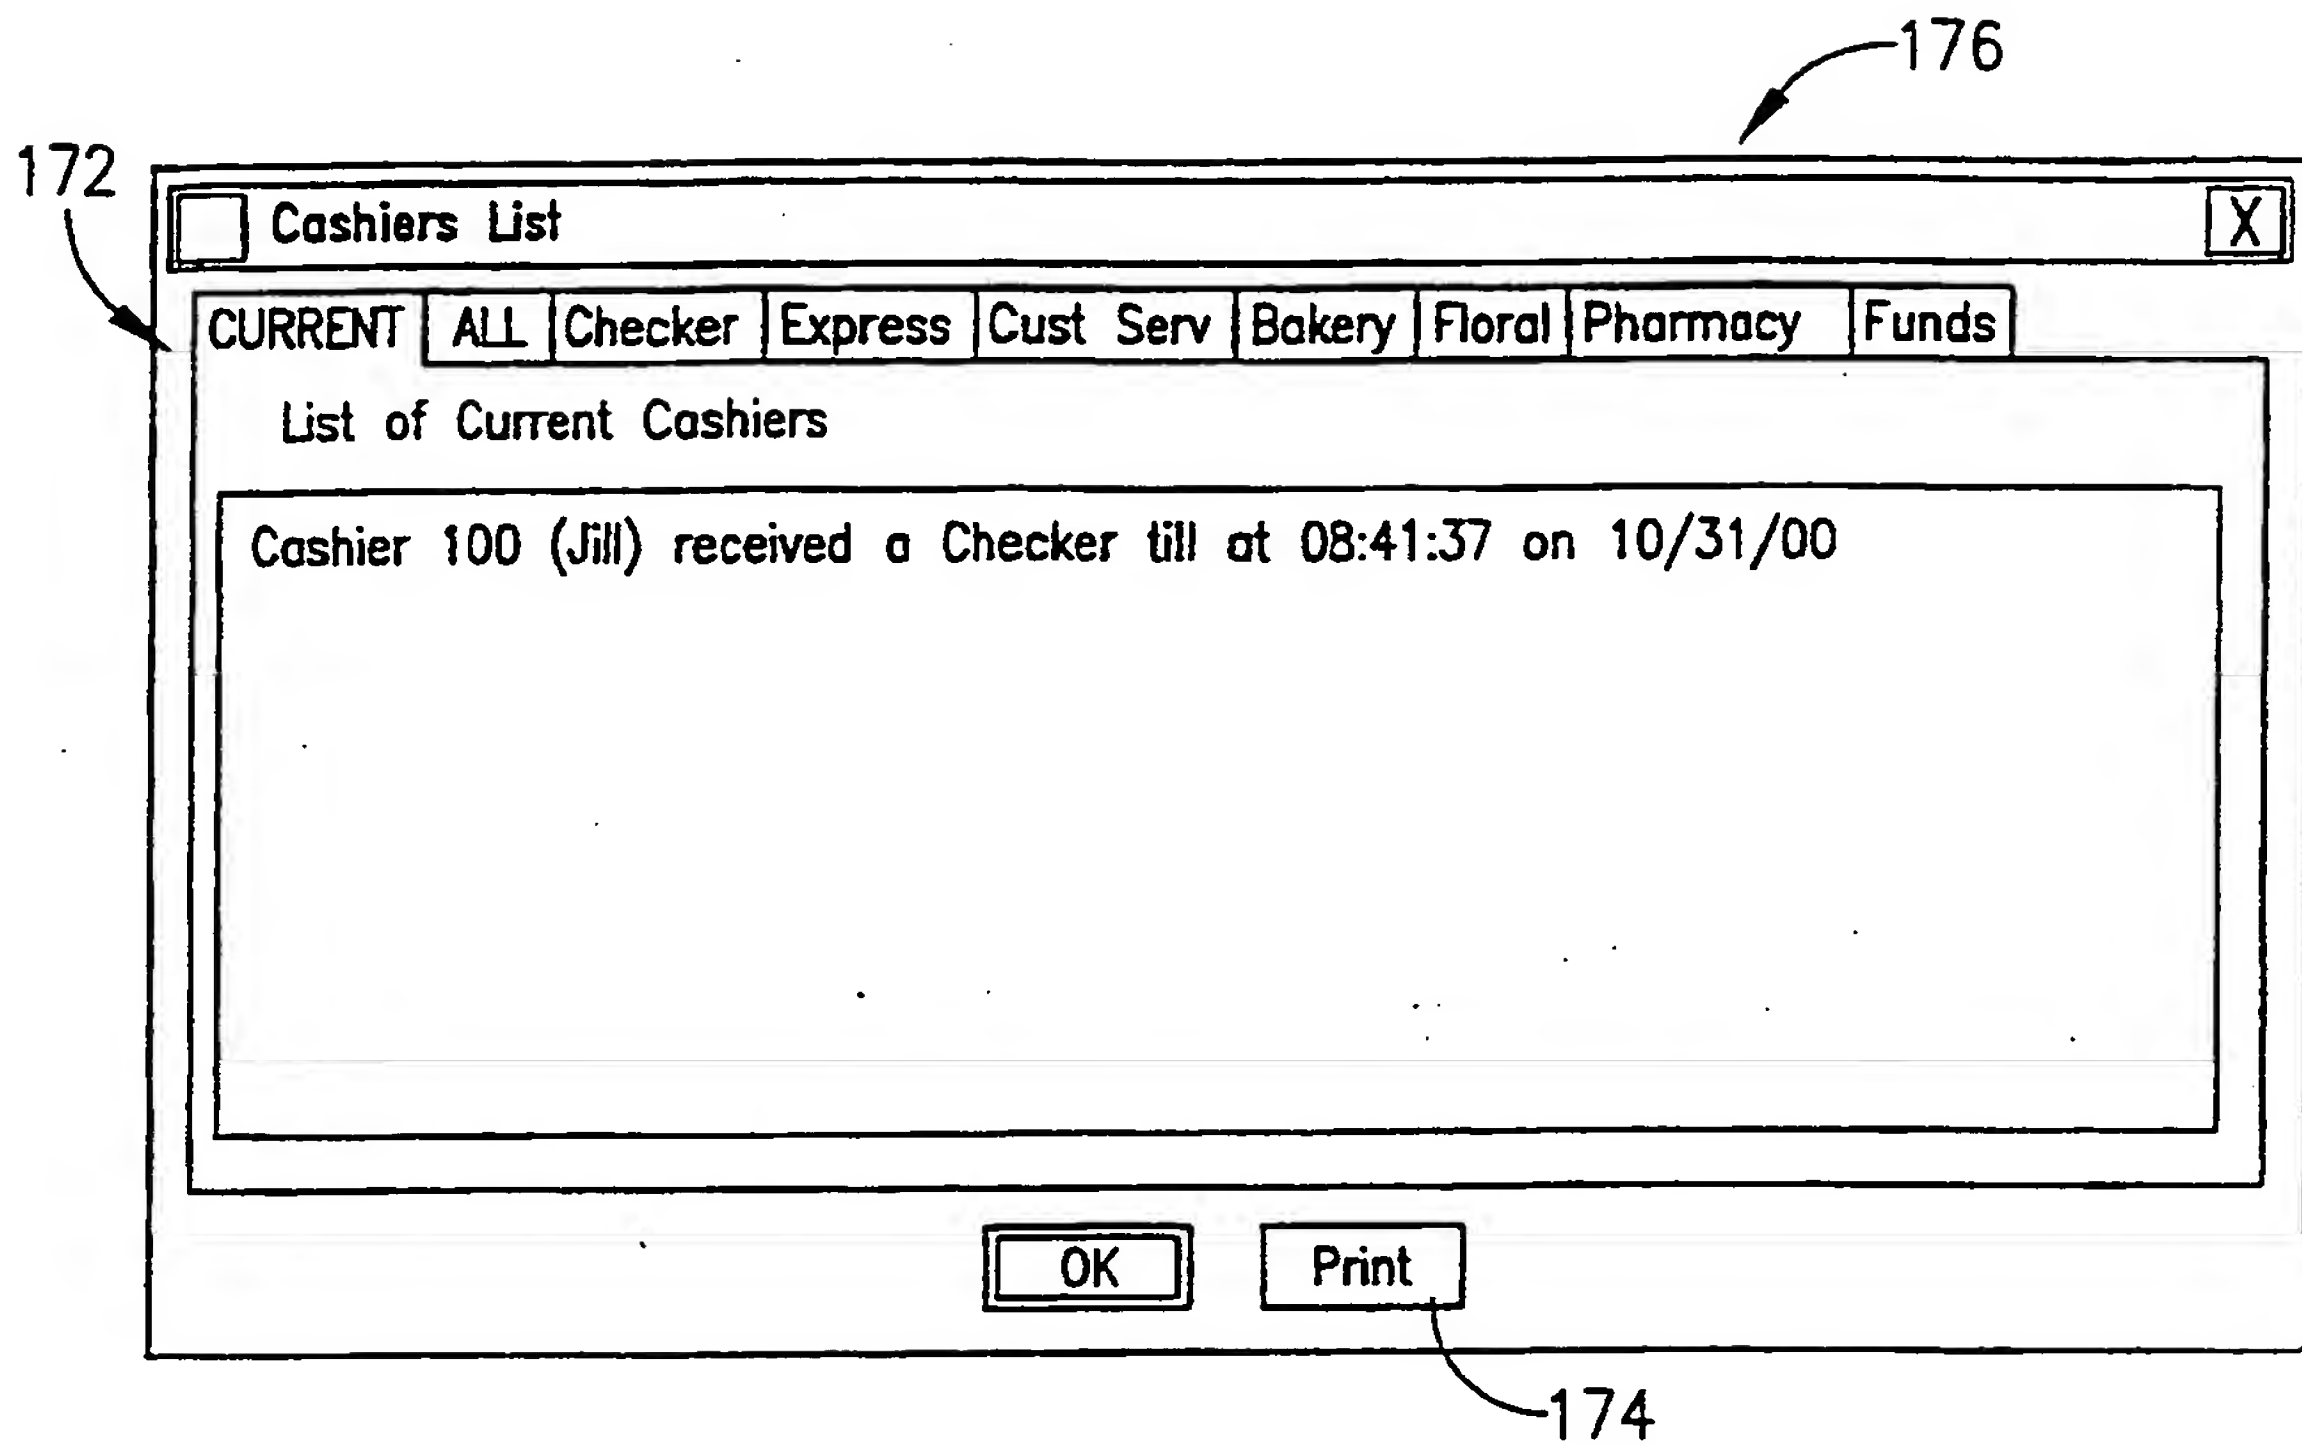 176
172
Cashiers List X
CURRENT ALL Checker Express Cust Serv Bakery Floral Pharmacy Funds
List of Current Cashiers
Cashier 100 (Jill) received a Checker till at 08:41:37 on 10/31/00
OK Print
174